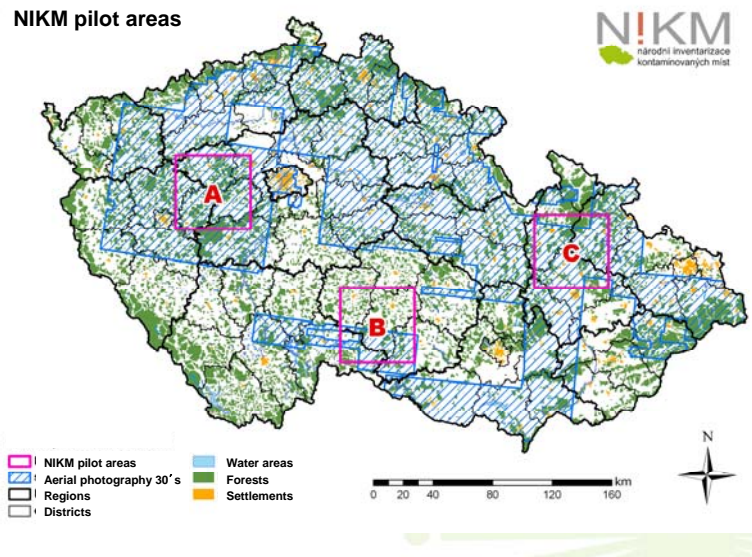 NIKM pilot areas
N!KM
národní inventarizace
kontaminovaných míst
A
B
C
NIKM pilot areas
Aerial photography 30´s
Regions
Districts
Water areas
Forests
Settlements
N
km
0 20 40 80 120 160